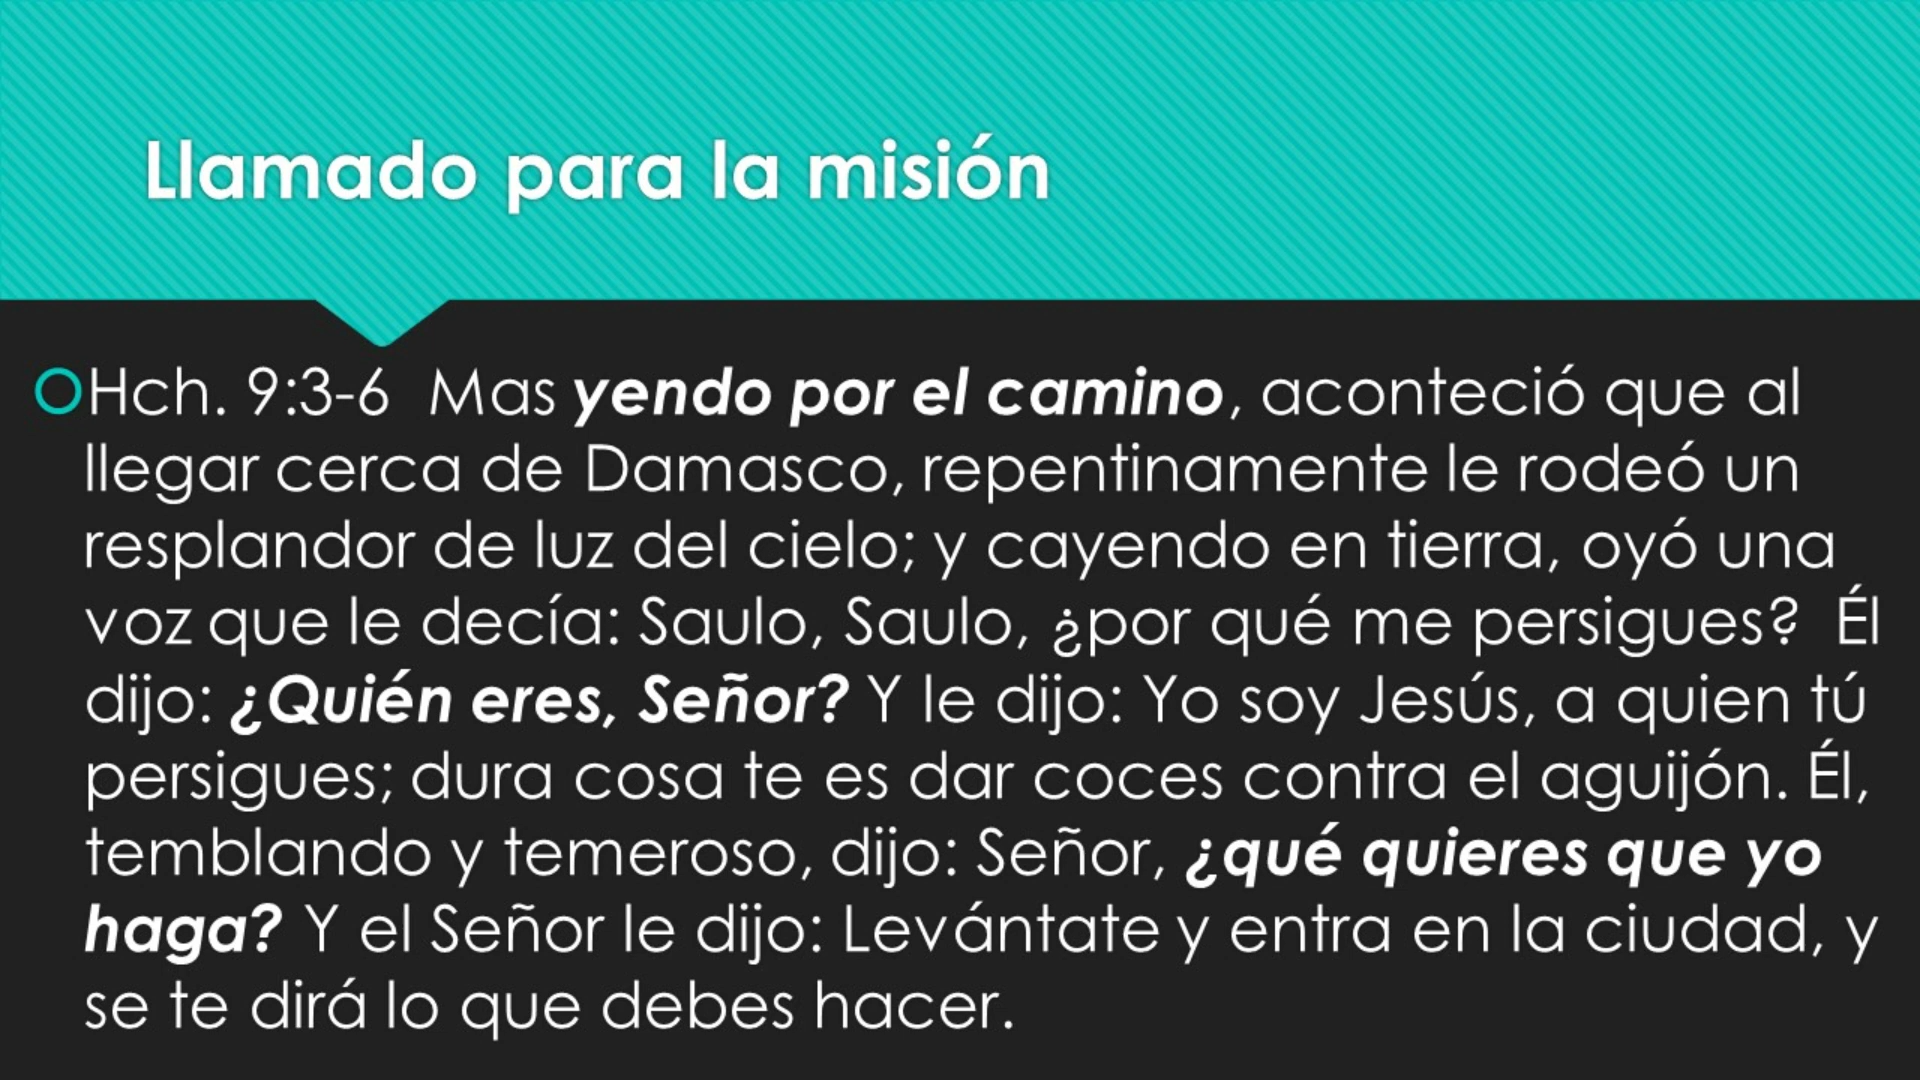 Llamado para la misión
Hch. 9:3-6  Mas yendo por el camino, aconteció que al
llegar cerca de Damasco, repentinamente le rodeó un
resplandor de luz del cielo; y cayendo en tierra, oyó una
voz que le decía: Saulo, Saulo, ¿por qué me persigues?  Él
dijo: ¿Quién eres, Señor? Y le dijo: Yo soy Jesús, a quien tú
persigues; dura cosa te es dar coces contra el aguijón. Él,
temblando y temeroso, dijo: Señor, ¿qué quieres que yo
haga? Y el Señor le dijo: Levántate y entra en la ciudad, y
se te dirá lo que debes hacer.